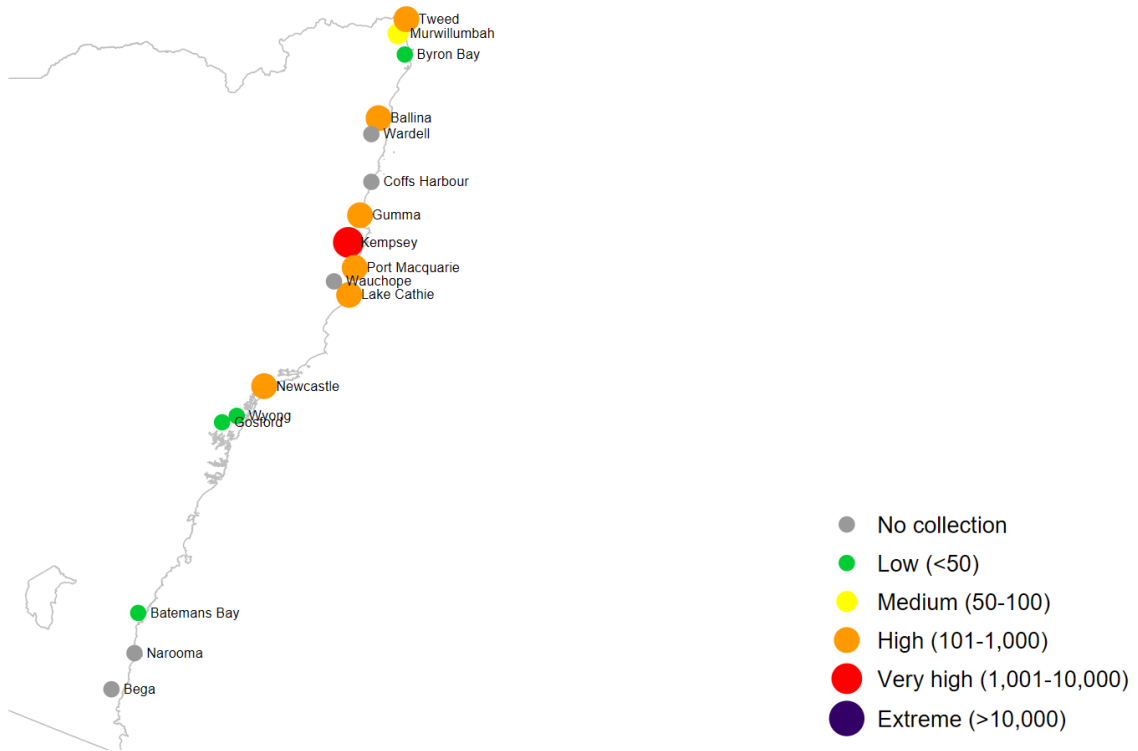 Tweed
Murwillumbah
Byron Bay
Ballina
Wardell
Coffs Harbour
Gumma
Kempsey
Port Macquarie
Wauchope
Lake Cathie
Newcastle
Wyong
Gosford
Batemans Bay
Narooma
Bega
No collection
Low (<50)
Medium (50-100)
High (101-1,000)
Very high (1,001-10,000)
Extreme (>10,000)